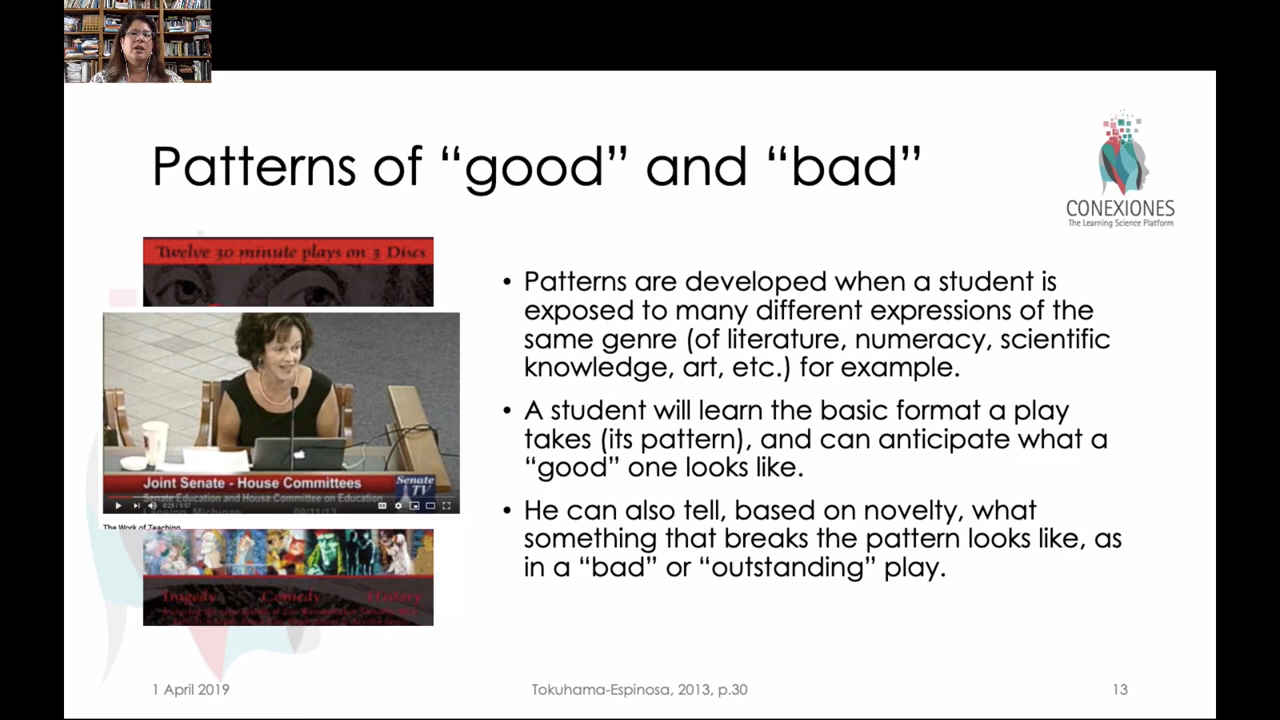 Patterns of “good” and “bad”
CONEXIONES
The Learning Science Platform
Twelve 30 minute plays on 3 Discs
Joint Senate - House Committees
Senate Education and House Committee on Education
Senate
TV
The Work of Teaching
Tragedy Comedy History
• Patterns are developed when a student is
exposed to many different expressions of the
same genre (of literature, numeracy, scientific
knowledge, art, etc.) for example.
• A student will learn the basic format a play
takes (its pattern), and can anticipate what a
“good” one looks like.
• He can also tell, based on novelty, what
something that breaks the pattern looks like, as
in a “bad” or “outstanding” play.
1 April 2019
Tokuhama-Espinosa, 2013, p.30
13